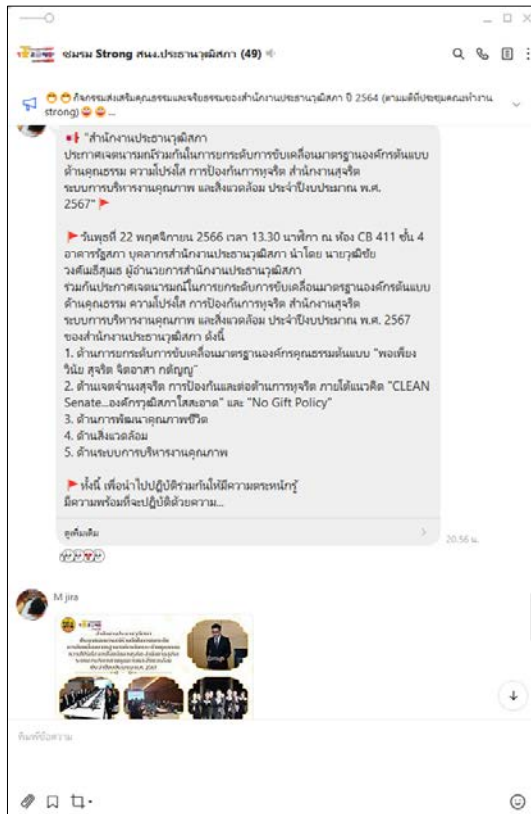 ชมรม Strong สนง.ประธานวุฒิสภา (49)
กิจกรรมส่งเสริมคุณธรรมและจริยธรรมของสำนักงานประธานวุฒิสภา ปี 2564 (ตามมติที่ประชุมคณะทำงาน
strong) ...
"สำนักงานประธานวุฒิสภา
ประกาศเจตนารมณ์ร่วมกันในการยกระดับการขับเคลื่อนมาตรฐานองค์กรต้นแบบ
ด้านคุณธรรม ความโปร่งใส การป้องกันการทุจริต สำนักงานสุจริต
ระบบการบริหารงานคุณภาพ และสิ่งแวดล้อม ประจำปีงบประมาณ พ.ศ.
2567"
วันพุธที่ 22 พฤศจิกายน 2566 เวลา 13.30 นาฬิกา ณ ห้อง CB 411 ชั้น 4
อาคารรัฐสภา บุคลากรสำนักงานประธานวุฒิสภา นำโดย นายวุฒิชัย
วงศ์เมธีสุเมธ ผู้อำนวยการสำนักงานประธานวุฒิสภา
ร่วมกันประกาศเจตนารมณ์ในการยกระดับการขับเคลื่อนมาตรฐานองค์กรต้นแบบ
ด้านคุณธรรม ความโปร่งใส การป้องกันการทุจริต สำนักงานสุจริต
ระบบการบริหารงานคุณภาพ และสิ่งแวดล้อม ประจำปีงบประมาณ พ.ศ. 2567
ของสำนักงานประธานวุฒิสภา ดังนี้
1. ด้านการยกระดับการขับเคลื่อนมาตรฐานองค์กรคุณธรรมต้นแบบ "พอเพียง
วินัย สุจริต จิตอาสา กตัญญู"
2. ด้านเจตจำนงสุจริต การป้องกันและต่อต้านการทุจริต ภายใต้แนวคิด "CLEAN
Senate...องค์กรวุฒิสภาใสสะอาด" และ "No Gift Policy"
3. ด้านการพัฒนาคุณภาพชีวิต
4. ด้านสิ่งแวดล้อม
5. ด้านระบบการบริหารงานคุณภาพ
ทั้งนี้ เพื่อนำไปปฏิบัติร่วมกันให้มีความตระหนักรู้
มีความพร้อมที่จะปฏิบัติด้วยความ...
ดูเพิ่มเติม
20.56 น.
M jira
สำนักงานประธานวุฒิสภา
พิมพ์ข้อความ